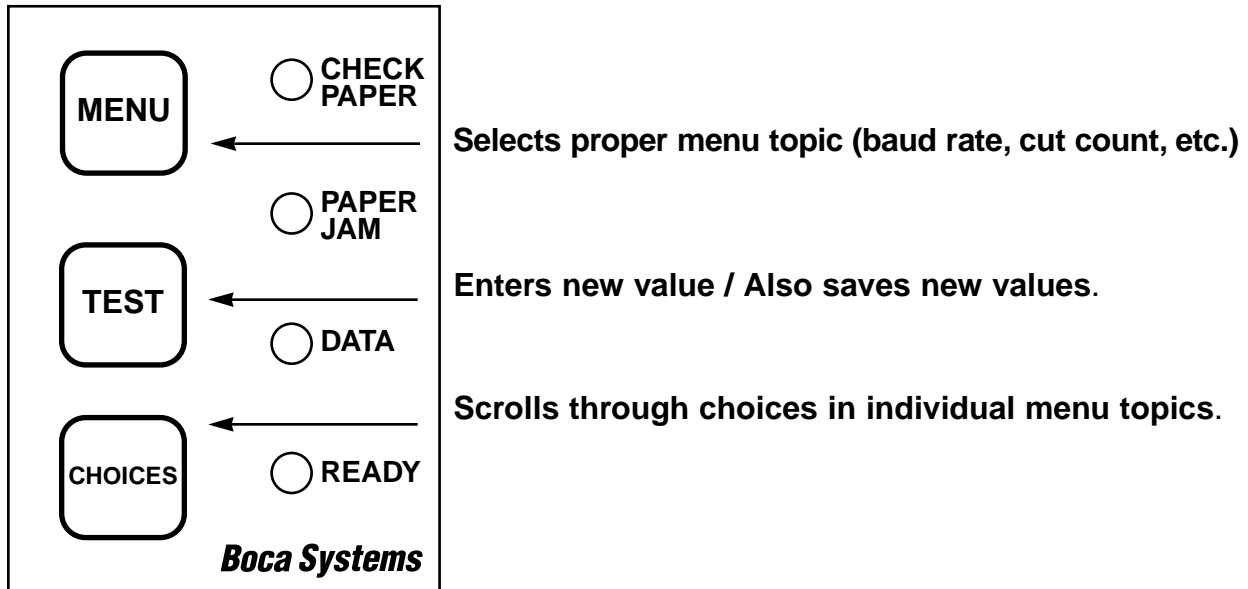 MENU
CHECK
PAPER
Selects proper menu topic (baud rate, cut count, etc.)
PAPER
JAM
TEST
Enters new value / Also saves new values.
DATA
Scrolls through choices in individual menu topics.
CHOICES
READY
Boca Systems